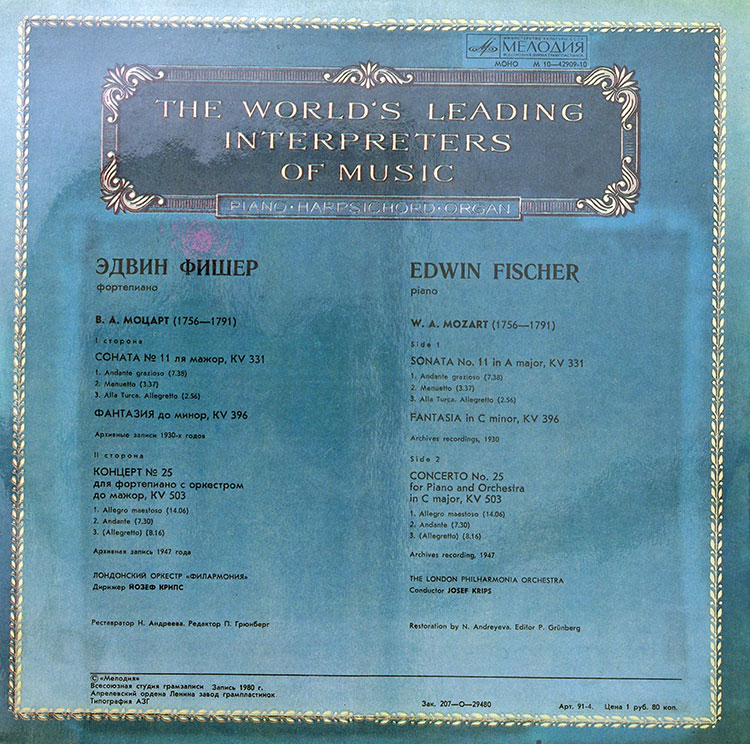 МЕЛОДИЯ
МОНО М 10—42909-10
THE WORLD'S LEADING
INTERPRETERS
OF MUSIC
PIANO·HARPSICHORD·ORGAN
ЭДВИН ФИШЕР
фортепиано
В. А. МОЦАРТ (1756—1791)
I сторона
СОНАТА № 11 ля мажор, KV 331
1. Andante grazioso (7.38)
2. Menuetto (3.37)
3. Alla Turca. Allegretto (2.56)
ФАНТАЗИЯ до минор, KV 396
Архивные записи 1930-х годов
II сторона
КОНЦЕРТ № 25
для фортепиано с оркестром
до мажор, KV 503
1. Allegro maestoso (14.06)
2. Andante (7.30)
3. (Allegretto) (8.16)
Архивная запись 1947 года
ЛОНДОНСКИЙ ОРКЕСТР «ФИЛАРМОНИЯ»
Дирижер ЙОЗЕФ КРИПС
Реставратор Н. Андреева. Редактор П. Грюнберг
EDWIN FISCHER
piano
W. A. MOZART (1756—1791)
Side 1
SONATA No. 11 in A major, KV 331
1. Andante grazioso (7.38)
2. Menuetto (3.37)
3. Alla Turca. Allegretto (2.56)
FANTASIA in C minor, KV 396
Archives recordings, 1930
Side 2
CONCERTO No. 25
for Piano and Orchestra
in C major, KV 503
1. Allegro maestoso (14.06)
2. Andante (7.30)
3. (Allegretto) (8.16)
Archives recording, 1947
THE LONDON PHILHARMONIA ORCHESTRA
Conductor JOSEF KRIPS
Restoration by N. Andreyeva. Editor P. Grünberg
© «Мелодия»
Всесоюзная студия грамзаписи Запись 1980 г.
Апрелевский ордена Ленина завод грампластинок
Типография АЗГ
Зак. 207—О—29480
Арт. 91-4. Цена 1 руб. 80 коп.